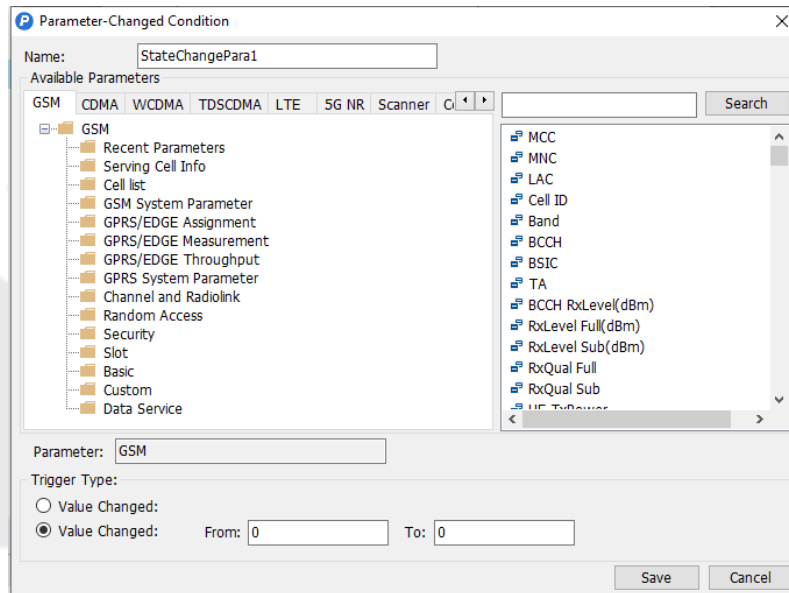 Parameter-Changed Condition
Name: StateChangePara1
Available Parameters
GSM CDMA WCDMA TDSCDMA LTE 5G NR Scanner
Search
GSM
Recent Parameters
Serving Cell Info
Cell list
GSM System Parameter
GPRS/EDGE Assignment
GPRS/EDGE Measurement
GPRS/EDGE Throughput
GPRS System Parameter
Channel and Radiolink
Random Access
Security
Slot
Basic
Custom
Data Service
MCC
MNC
LAC
Cell ID
Band
BCCH
BSIC
TA
BCCH RxLevel(dBm)
RxLevel Full(dBm)
RxLevel Sub(dBm)
RxQual Full
RxQual Sub
UE TxPower
Parameter: GSM
Trigger Type:
Value Changed:
Value Changed: From: 0 To: 0
Save Cancel